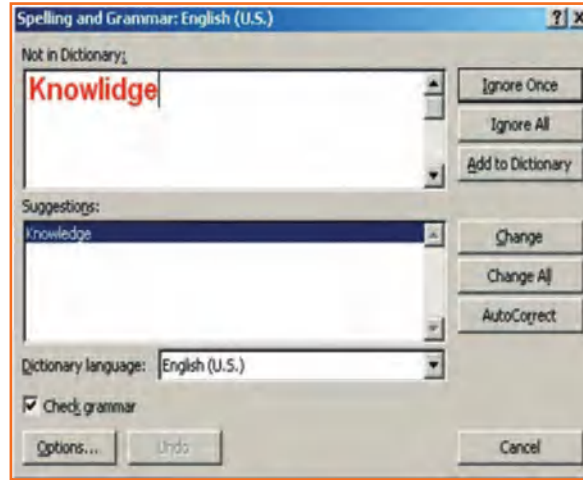 Spelling and Grammar: English (U.S.)
Not in Dictionary:
Knowlidge
Ignore Once
Ignore All
Add to Dictionary
Suggestions:
Knowledge
Change
Change All
AutoCorrect
Dictionary language: English (U.S.)
Check grammar
Options... Undo Cancel